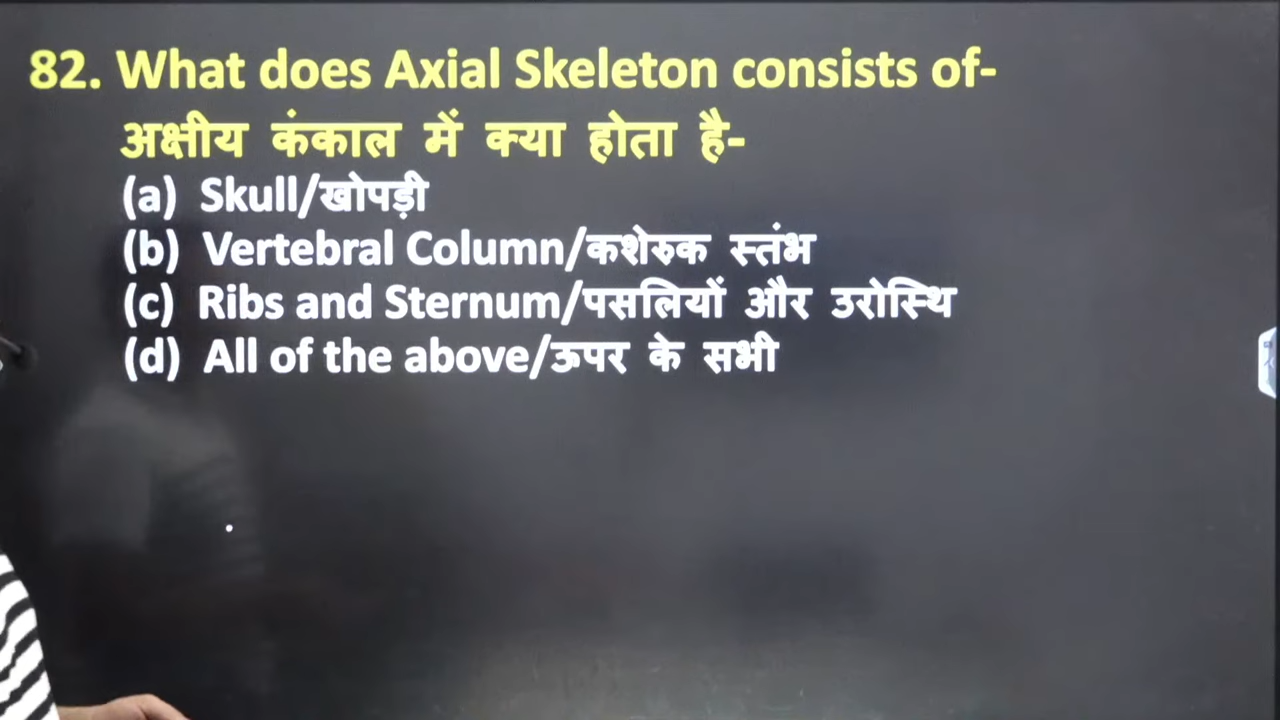 82. What does Axial Skeleton consists of-
अक्षीय कंकाल में क्या होता है-
(a) Skull/खोपड़ी
(b) Vertebral Column/कशेरुक स्तंभ
(c) Ribs and Sternum/पसलियों और उरोस्थि
(d) All of the above/ऊपर के सभी